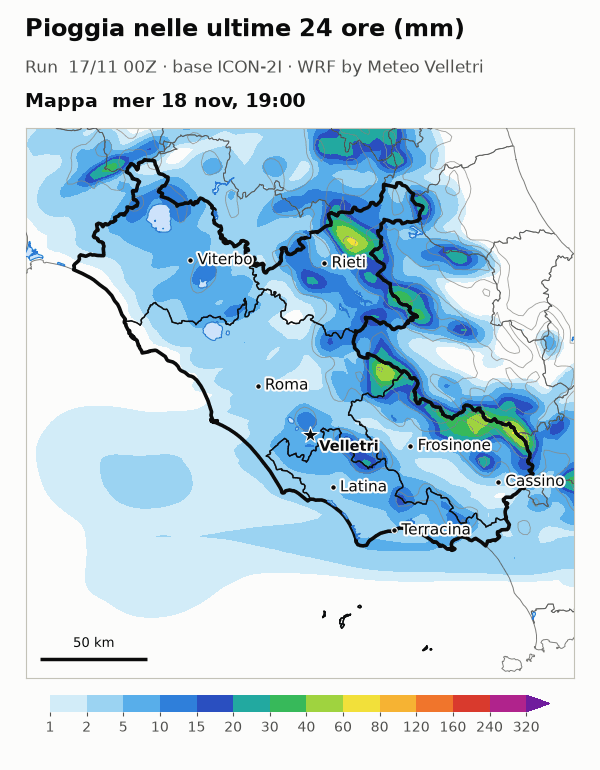 Pioggia nelle ultime 24 ore (mm)
Run  17/11 00Z · base ICON-2I · WRF by Meteo Velletri
Mappa  mer 18 nov, 19:00
Viterbo
Rieti
Roma
Velletri
Frosinone
Latina
Cassino
Terracina
50 km
1 2 5 10 15 20 30 40 60 80 120 160 240 320